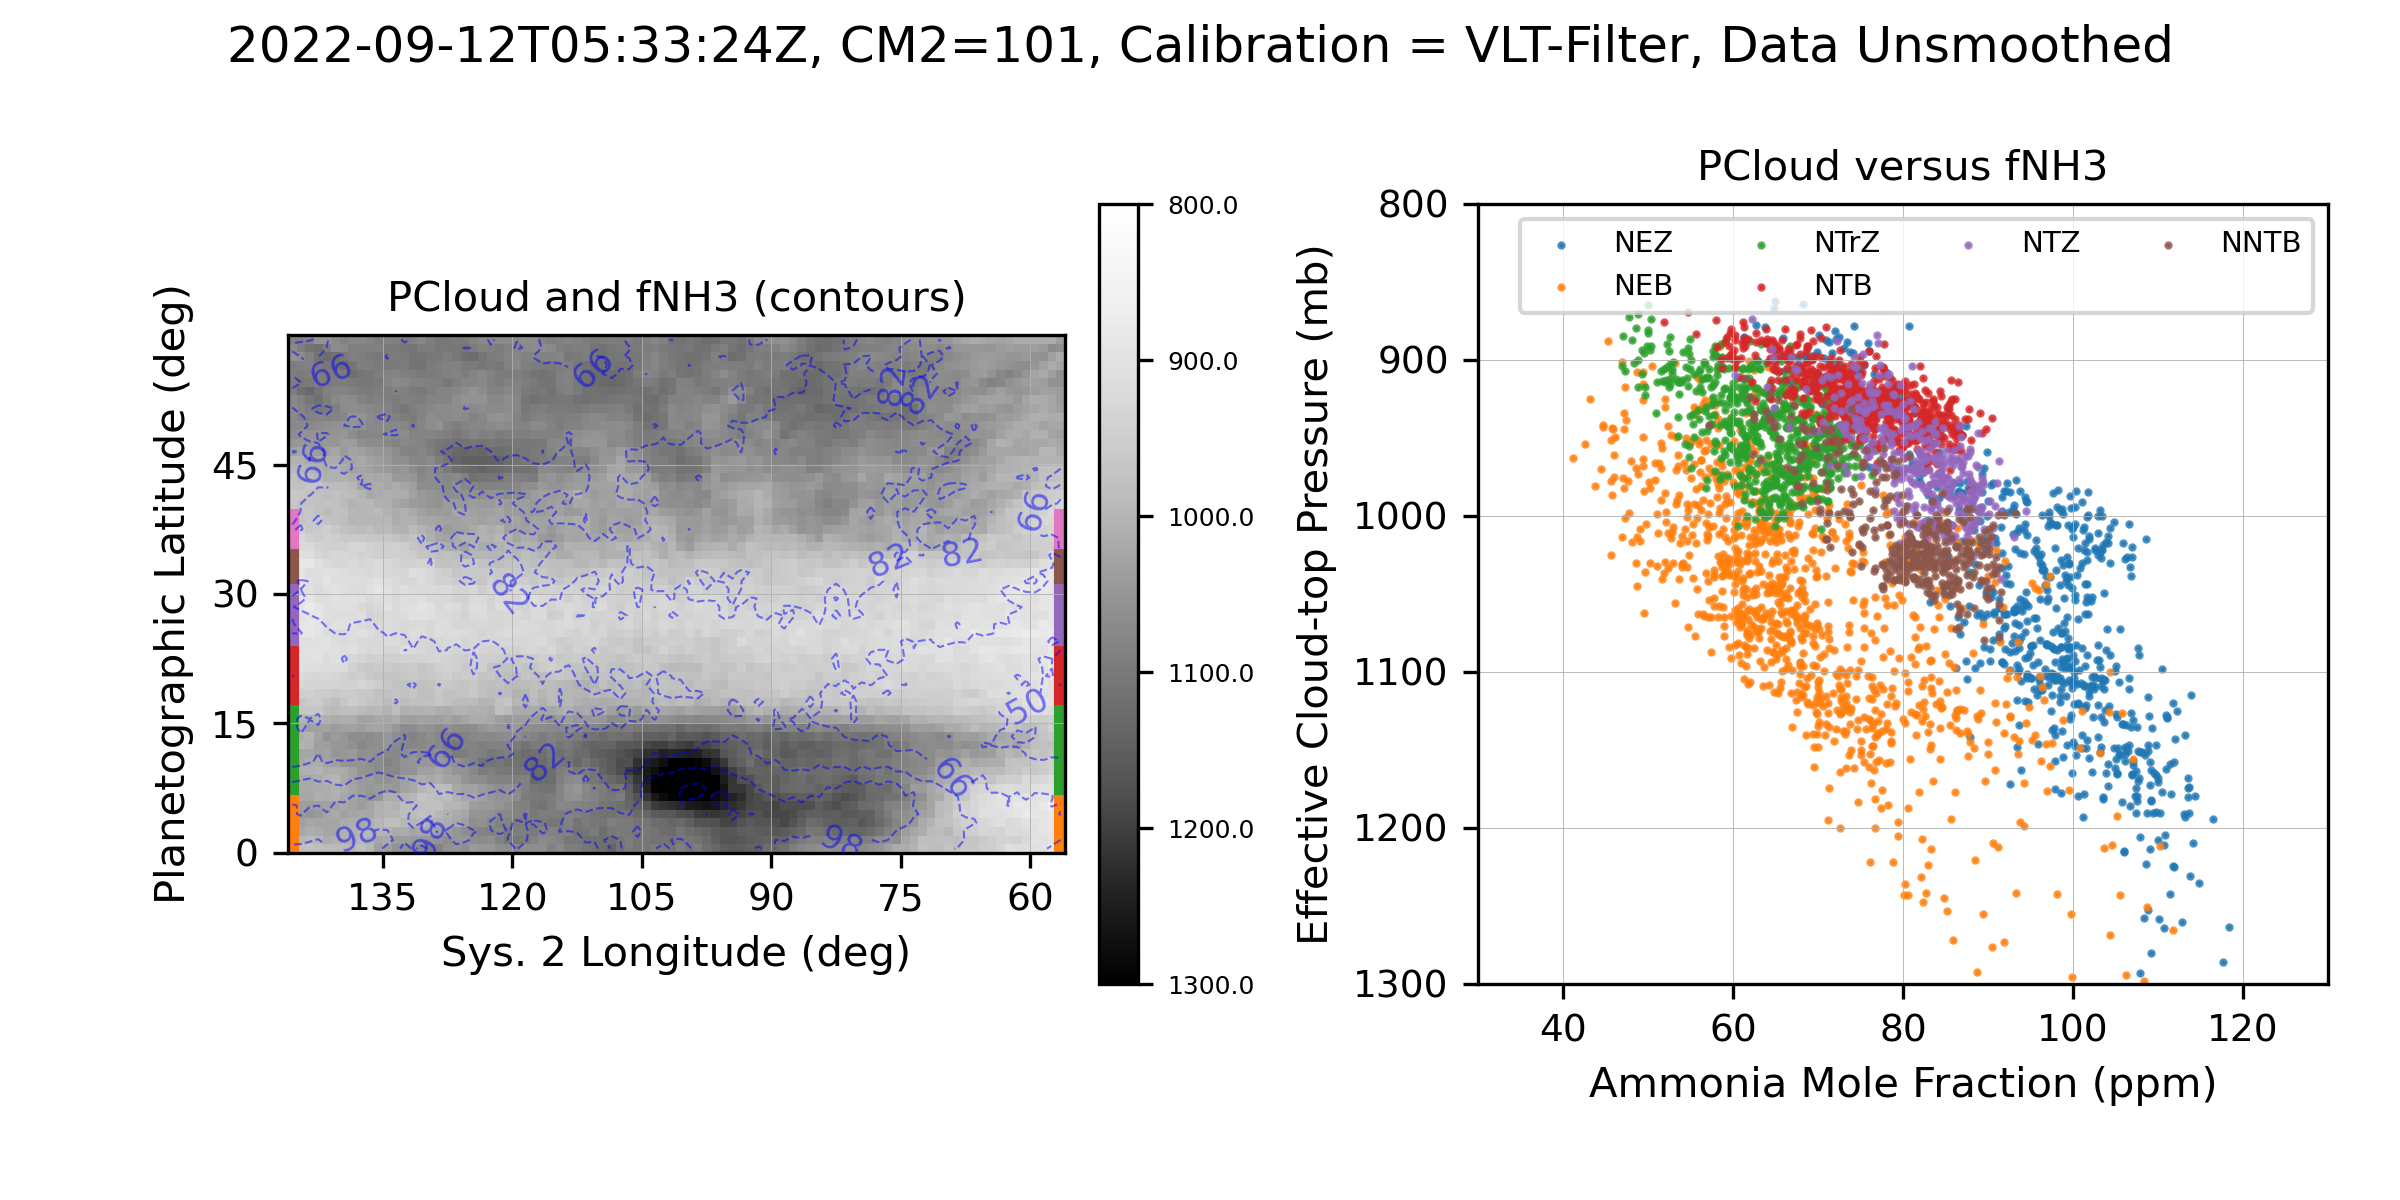 2022-09-12T05:33:24Z, CM2=101, Calibration = VLT-Filter, Data Unsmoothed
PCloud and fNH3 (contours)
Planetographic Latitude (deg)
45
30
15
0
135 120 105 90 75 60
Sys. 2 Longitude (deg)
66
66
82
82
66
66
82
82
82
50
66
82
66
98
98
98
800.0
900.0
1000.0
1100.0
1200.0
1300.0
PCloud versus fNH3
Effective Cloud-top Pressure (mb)
800
900
1000
1100
1200
1300
NEZ NTrZ NTZ NNTB
NEB NTB
40 60 80 100 120
Ammonia Mole Fraction (ppm)